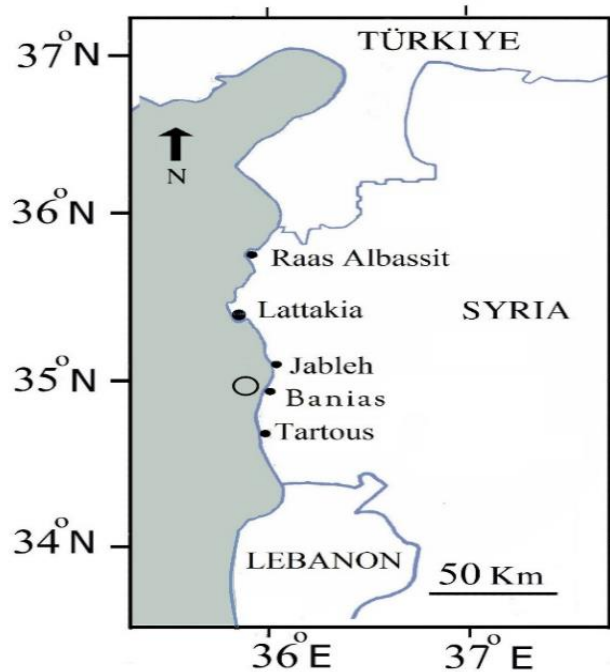 TÜRKIYE
37°N
N
36°N
Raas Albassit
Lattakia
SYRIA
Jableh
35°N
Banias
Tartous
34°N
LEBANON
50 Km
36°E
37°E